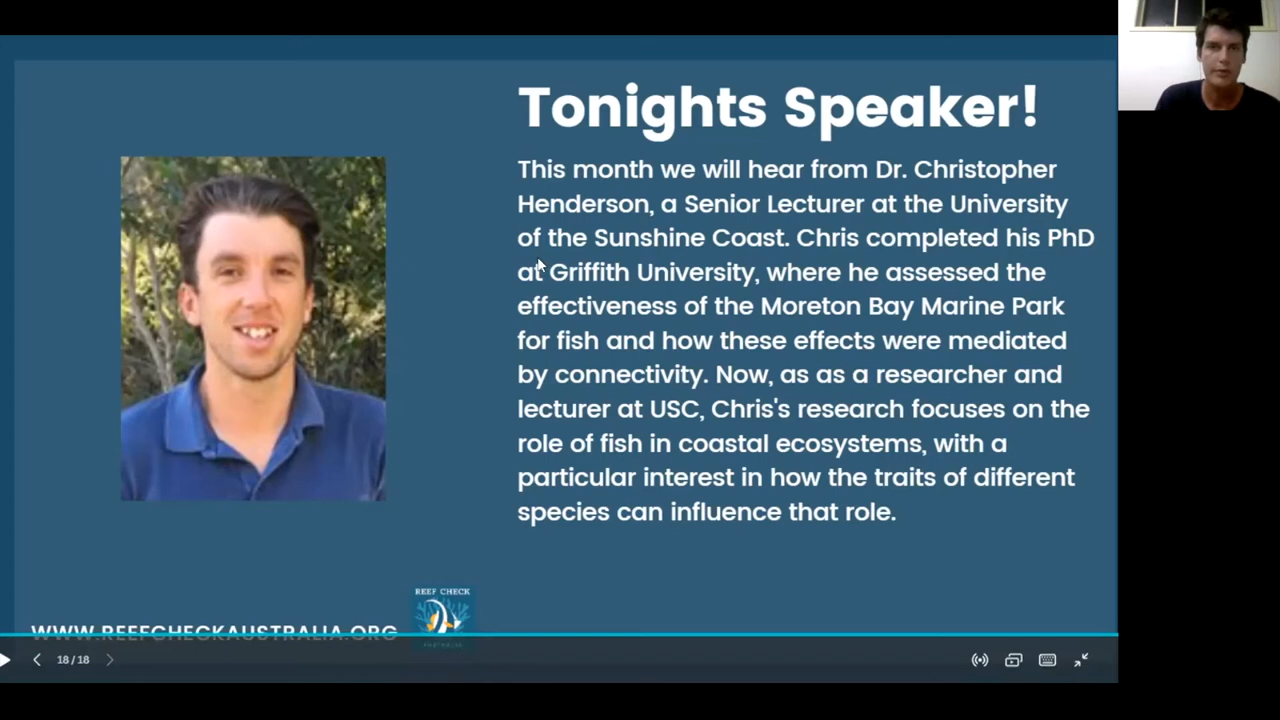 Tonights Speaker!
This month we will hear from Dr. Christopher
Henderson, a Senior Lecturer at the University
of the Sunshine Coast. Chris completed his PhD
at Griffith University, where he assessed the
effectiveness of the Moreton Bay Marine Park
for fish and how these effects were mediated
by connectivity. Now, as as a researcher and
lecturer at USC, Chris's research focuses on the
role of fish in coastal ecosystems, with a
particular interest in how the traits of different
species can influence that role.
REEF CHECK
WWW.REEFCHECKAUSTRALIA.ORG
AUSTRALIA
18 / 18